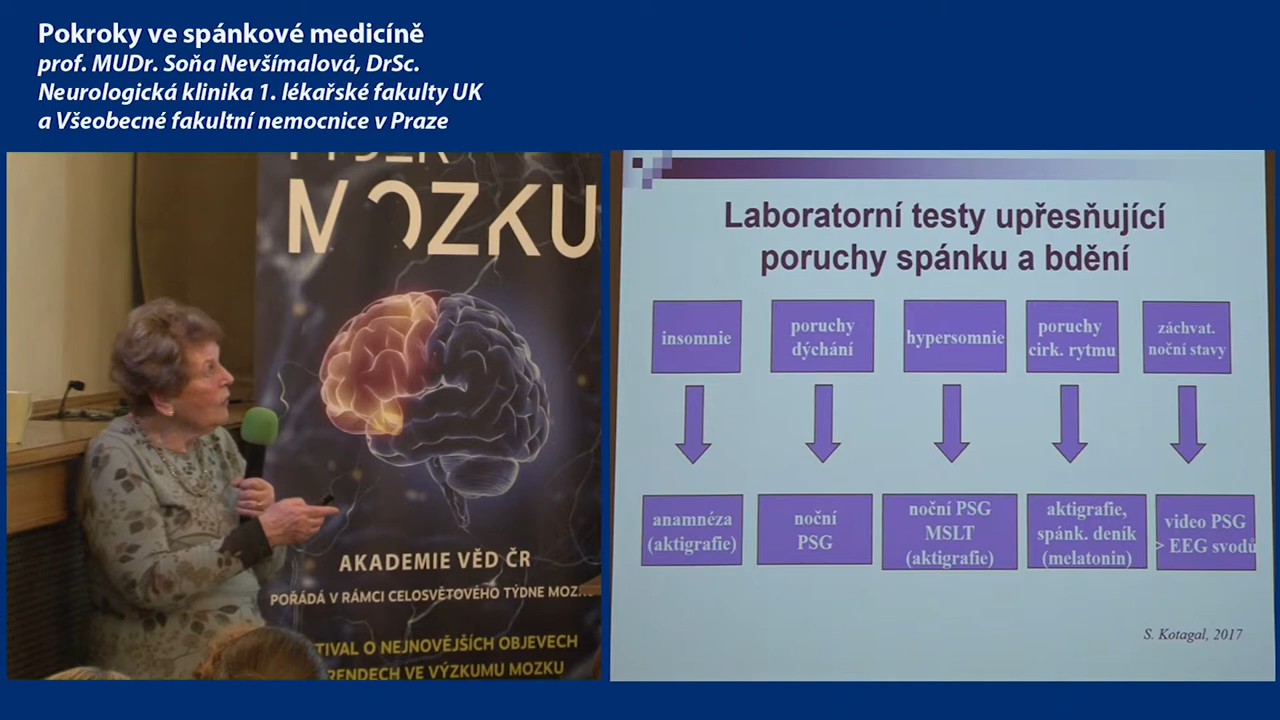 Pokroky ve spánkové medicíně
prof. MUDr. Soňa Nevšímalová, DrSc.
Neurologická klinika 1. lékařské fakulty UK
a Všeobecné fakultní nemocnice v Praze
MOZKU
AKADEMIE VĚD ČR
POŘÁDÁ V RÁMCI CELOSVĚTOVÉHO TÝDNE MOZK
TIVAL O NEJNOVĚJŠÍCH OBJEVECH
RENDECH VE VÝZKUMU MOZKU
Laboratorní testy upřesňující
poruchy spánku a bdění
insomnie
poruchy
dýchání
hypersomnie
poruchy
cirk. rytmu
záchvat.
noční stavy
anamnéza
(aktigrafie)
noční
PSG
noční PSG
MSLT
(aktigrafie)
aktigrafie,
spánk. deník
(melatonin)
video PSG
> EEG svodů
S. Kotagal, 2017